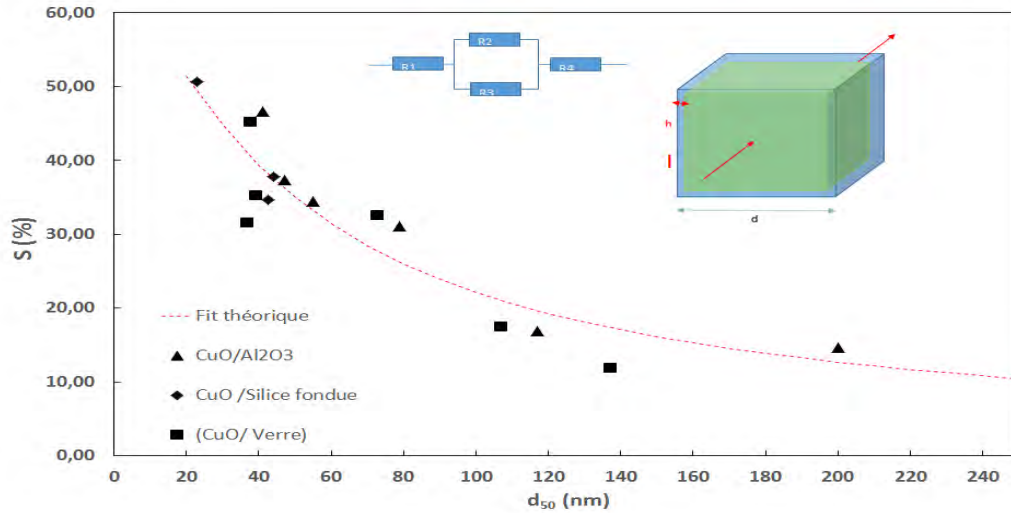 60,00
50,00
40,00
30,00
20,00
10,00
0,00
S (%)
R1
R2
R3
R4
h
d
Fit théorique
CuO/Al2O3
CuO /Silice fondue
(CuO/ Verre)
0 20 40 60 80 100 120 140 160 180 200 220 240
d50 (nm)